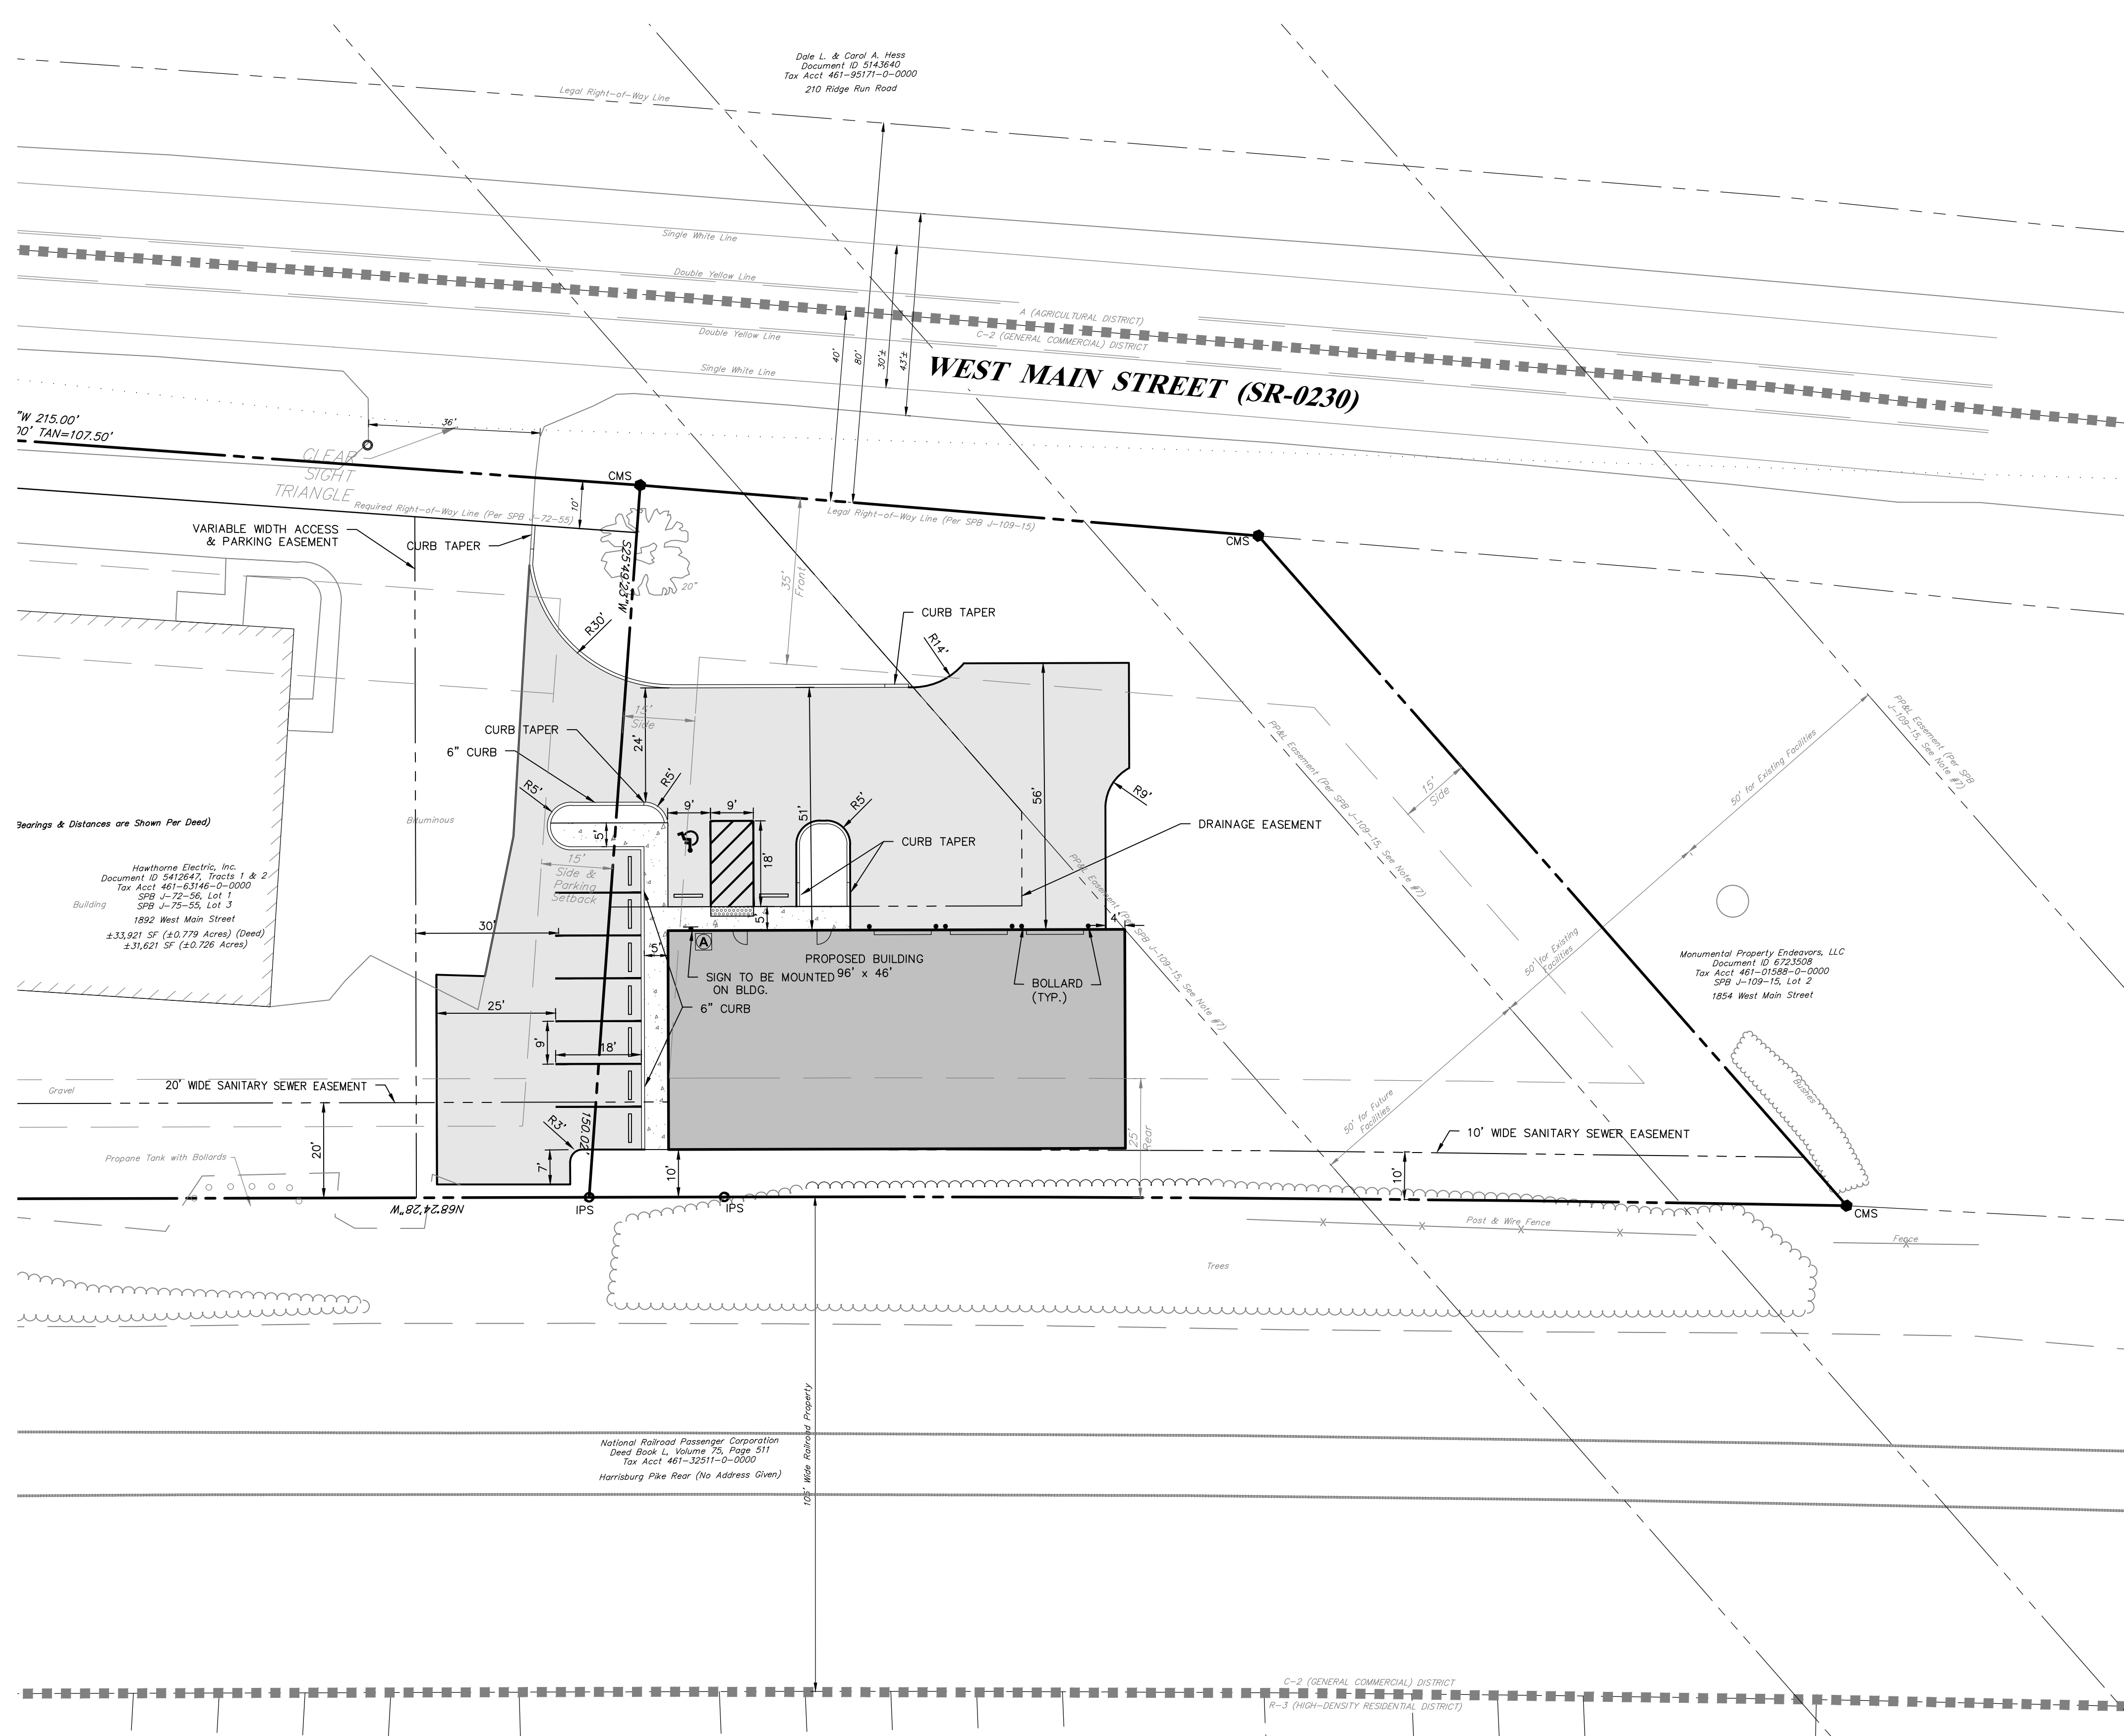 Dale L. & Carol A. Hess
Document ID 5143640
Tax Acct 461-95171-0-0000
210 Ridge Run Road
Legal Right-of-Way Line
Single White Line
Double Yellow Line
A (AGRICULTURAL DISTRICT)
C-2 (GENERAL COMMERCIAL) DISTRICT
Double Yellow Line
Single White Line
40'
80'
30'±
43'±
WEST MAIN STREET (SR-0230)
"W 215.00'
00' TAN=107.50'
36'
CLEAR
SIGHT
TRIANGLE
CMS
10'
Required Right-of-Way Line (Per SPB J-72-55)
Legal Right-of-Way Line (Per SPB J-109-15)
CMS
VARIABLE WIDTH ACCESS
& PARKING EASEMENT
CURB TAPER
S25°49'23"W
20"
35'
Front
R30'
CURB TAPER
R14'
15'
Side
24'
CURB TAPER
6" CURB
R5'
R5'
9'
9'
51'
R5'
56'
R9'
18'
5'
CURB TAPER
DRAINAGE EASEMENT
PP&L Easement (Per SPB J-109-15, See Note #7)
PP&L Easement (Per SPB J-109-15, See Note #7)
PP&L Easement (Per SPB
J-109-15, See Note #7)
15'
Side
50' for Existing Facilities
50' for Existing
Facilities
50' for Future
Facilities
Bearings & Distances are Shown Per Deed)
Bituminous
Hawthorne Electric, Inc.
Document ID 5412647, Tracts 1 & 2
Tax Acct 461-63146-0-0000
SPB J-72-56, Lot 1
SPB J-75-55, Lot 3
1892 West Main Street
±33,921 SF (±0.779 Acres) (Deed)
±31,621 SF (±0.726 Acres)
Building
15'
Side &
Parking
Setback
30'
5'
5'
4'
A
PROPOSED BUILDING
96' x 46'
SIGN TO BE MOUNTED
ON BLDG.
BOLLARD
(TYP.)
6" CURB
25'
9'
18'
Monumental Property Endeavors, LLC
Document ID 6723508
Tax Acct 461-01588-0-0000
SPB J-109-15, Lot 2
1854 West Main Street
Bushes
Gravel
20' WIDE SANITARY SEWER EASEMENT
20'
R3'
150.02'
7'
10'
25'
Rear
10' WIDE SANITARY SEWER EASEMENT
10'
Propane Tank with Bollards
N68°24'28"W
IPS
IPS
CMS
Post & Wire Fence
Fence
Trees
105' Wide Railroad Property
National Railroad Passenger Corporation
Deed Book L, Volume 75, Page 511
Tax Acct 461-32511-0-0000
Harrisburg Pike Rear (No Address Given)
C-2 (GENERAL COMMERCIAL) DISTRICT
R-3 (HIGH-DENSITY RESIDENTIAL DISTRICT)